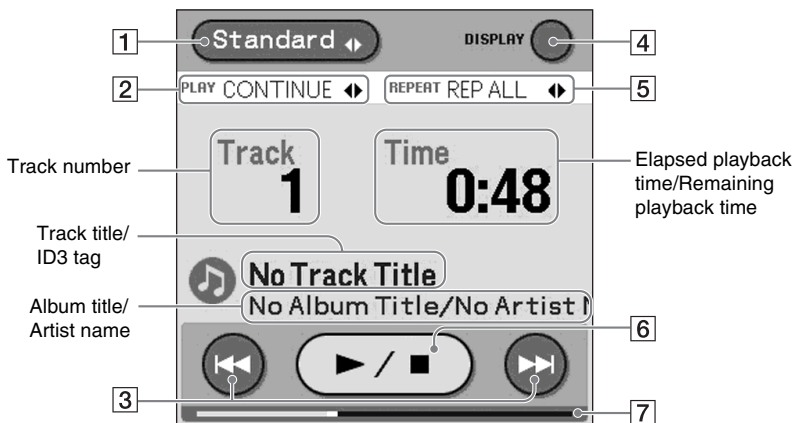 1
Standard
DISPLAY
4
2
PLAY CONTINUE
REPEAT REP ALL
5
Track number
Track
1
Time
0:48
Elapsed playback
time/Remaining
playback time
Track title/
ID3 tag
No Track Title
Album title/
Artist name
No Album Title/No Artist N
6
3
7